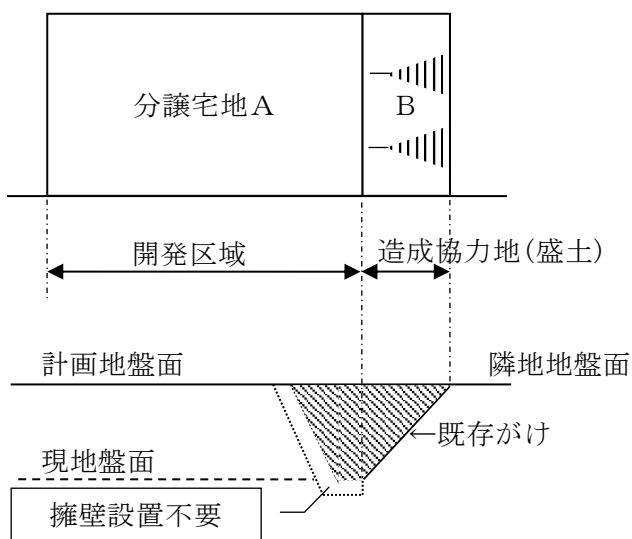 分譲宅地A
B
開発区域
造成協力地(盛土)
計画地盤面
隣地地盤面
←既存がけ
現地盤面
擁壁設置不要